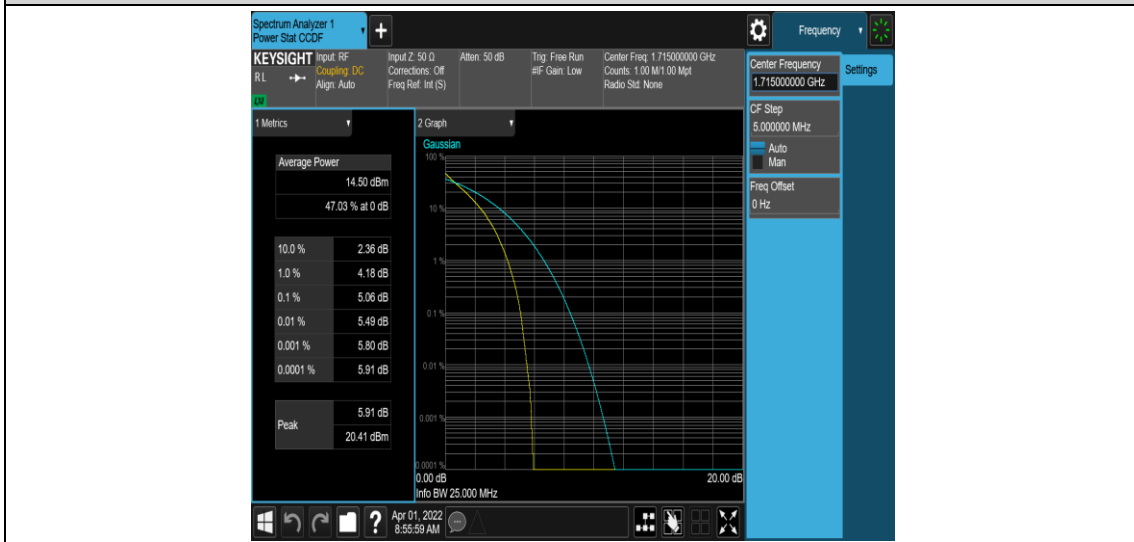 Spectrum Analyzer 1
Power Stat CCDF
+
Frequency
KEYSIGHT
RL
Input: RF
Coupling: DC
Align: Auto
Input Z: 50 Ω
Corrections: Off
Freq Ref: Int (S)
Atten: 50 dB
Trig: Free Run
#IF Gain: Low
Center Freq: 1.715000000 GHz
Counts: 1.00 M/1.00 Mpt
Radio Std: None
Center Frequency
1.715000000 GHz
Settings
CF Step
5.000000 MHz
Auto
Man
Freq Offset
0 Hz
1 Metrics
Average Power
14.50 dBm
47.03 % at 0 dB
10.0 % 2.36 dB
1.0 % 4.18 dB
0.1 % 5.06 dB
0.01 % 5.49 dB
0.001 % 5.80 dB
0.0001 % 5.91 dB
Peak
5.91 dB
20.41 dBm
2 Graph
Gaussian
100 %
10 %
1 %
0.1 %
0.01 %
0.001 %
0.0001 %
0.00 dB 20.00 dB
Info BW 25.000 MHz
?
Apr 01, 2022
8:55:59 AM